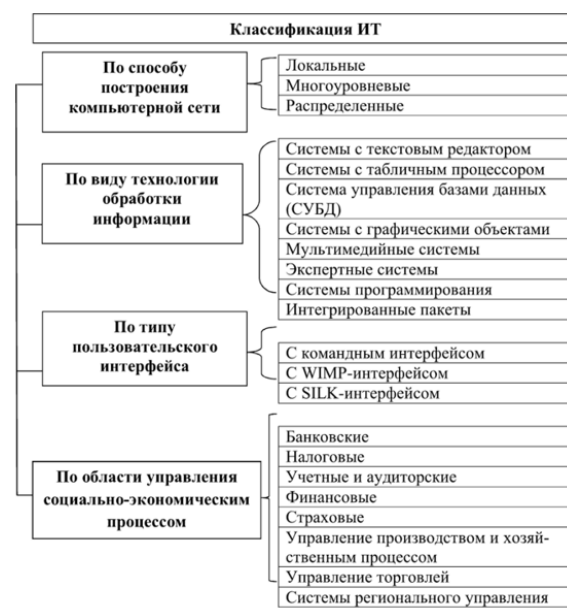 Классификация ИТ
По способу
построения
компьютерной сети
Локальные
Многоуровневые
Распределенные
По виду технологии
обработки
информации
Системы с текстовым редактором
Системы с табличным процессором
Система управления базами данных
(СУБД)
Системы с графическими объектами
Мультимедийные системы
Экспертные системы
Системы программирования
Интегрированные пакеты
По типу
пользовательского
интерфейса
С командным интерфейсом
С WIMP-интерфейсом
С SILK-интерфейсом
По области управления
социально-экономическим
процессом
Банковские
Налоговые
Учетные и аудиторские
Финансовые
Страховые
Управление производством и хозяй-
ственным процессом
Управление торговлей
Системы регионального управления